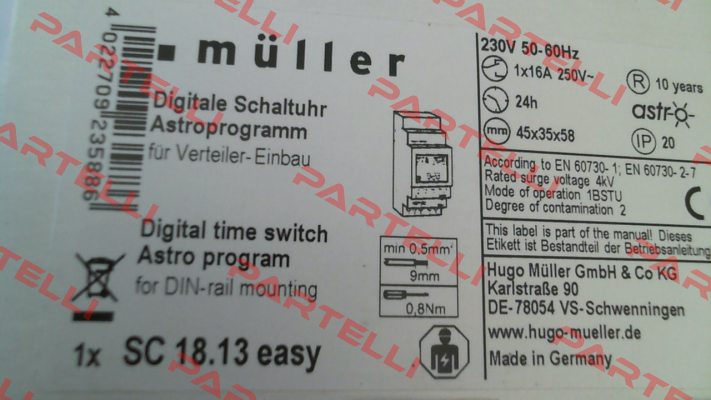 4 022709 235886
müller
Digitale Schaltuhr
Astroprogramm
für Verteiler-Einbau
Digital time switch
Astro program
for DIN-rail mounting
1x SC 18.13 easy
min 0,5mm²
9mm
0,8Nm
230V 50-60Hz
1x16A 250V~
R 10 years
24h
astro
mm 45x35x58
IP 20
According to EN 60730-1; EN 60730-2-7
Rated surge voltage 4kV
Mode of operation 1BSTU
Degree of contamination 2
CE
This label is part of the manual! Dieses
Etikett ist Bestandteil der Betriebsanleitung
Hugo Müller GmbH & Co KG
Karlstraße 90
DE-78054 VS-Schwenningen
www.hugo-mueller.de
Made in Germany
PARTELLI
PARTELLI
PARTELLI
PARTELLI
PARTELLI
PARTELLI